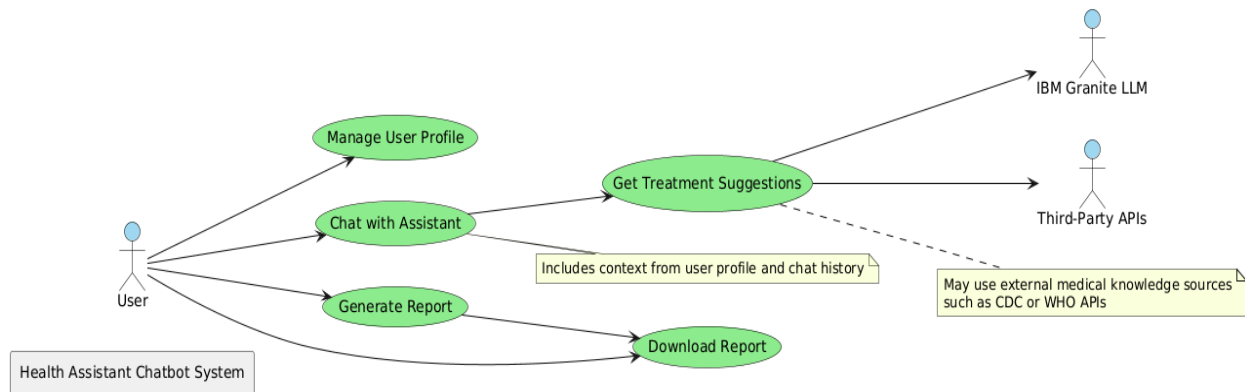 IBM Granite LLM
Manage User Profile
Get Treatment Suggestions
Chat with Assistant
Third-Party APIs
Includes context from user profile and chat history
May use external medical knowledge sources
such as CDC or WHO APIs
User
Generate Report
Download Report
Health Assistant Chatbot System